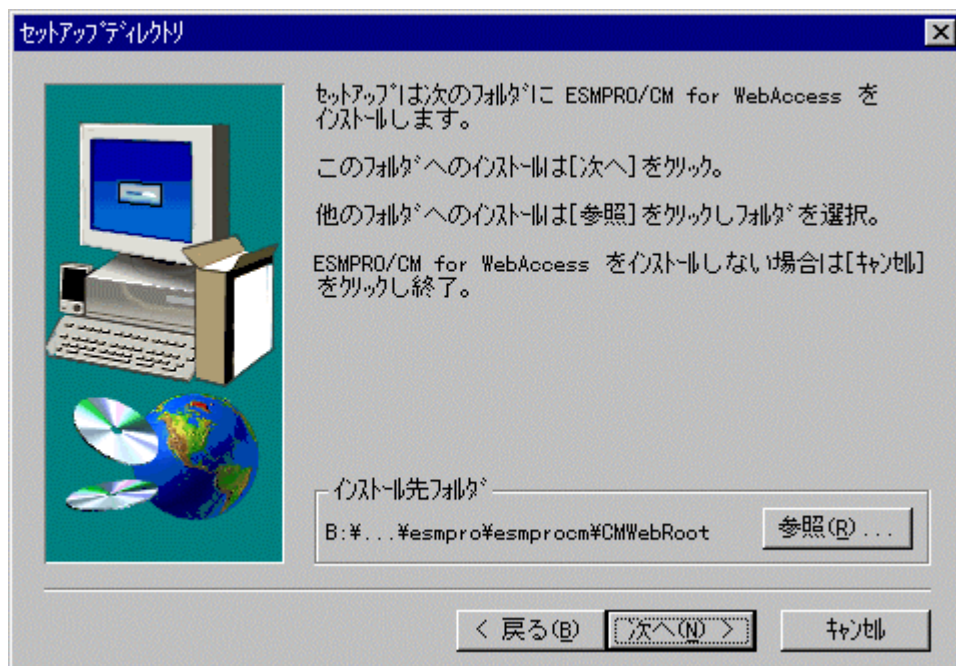 セットアップディレクトリ
セットアップは次のフォルダに ESMPRO/CM for WebAccess を
インストールします。
このフォルダへのインストールは[次へ]をクリック。
他のフォルダへのインストールは[参照]をクリックしフォルダを選択。
ESMPRO/CM for WebAccess をインストールしない場合は[キャンセル]
をクリックし終了。
インストール先フォルダ
B:¥...¥esmpro¥esmprocm¥CMWebRoot
参照(R)...
< 戻る(B)
次へ(N) >
キャンセル